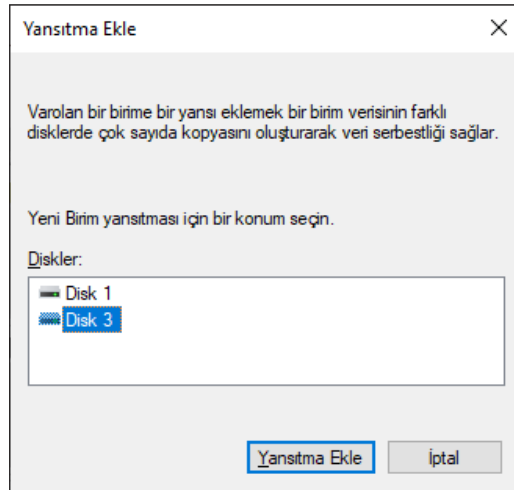 Yansıtma Ekle
Varolan bir birime bir yansı eklemek bir birim verisinin farklı
disklerde çok sayıda kopyasını oluşturarak veri serbestliği sağlar.
Yeni Birim yansıtması için bir konum seçin.
Diskler:
Disk 1
Disk 3
Yansıtma Ekle
İptal